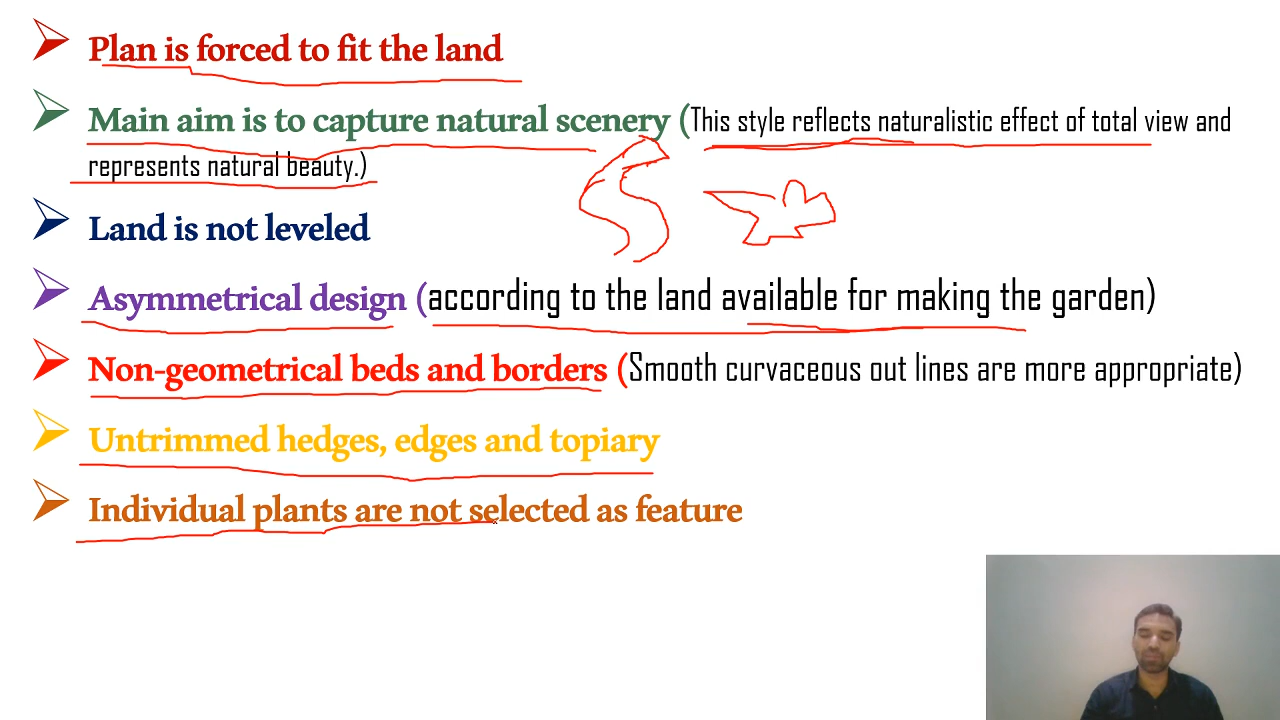 Plan is forced to fit the land
Main aim is to capture natural scenery (This style reflects naturalistic effect of total view and
represents natural beauty.)
Land is not leveled
Asymmetrical design (according to the land available for making the garden)
Non-geometrical beds and borders (Smooth curvaceous out lines are more appropriate)
Untrimmed hedges, edges and topiary
Individual plants are not selected as feature